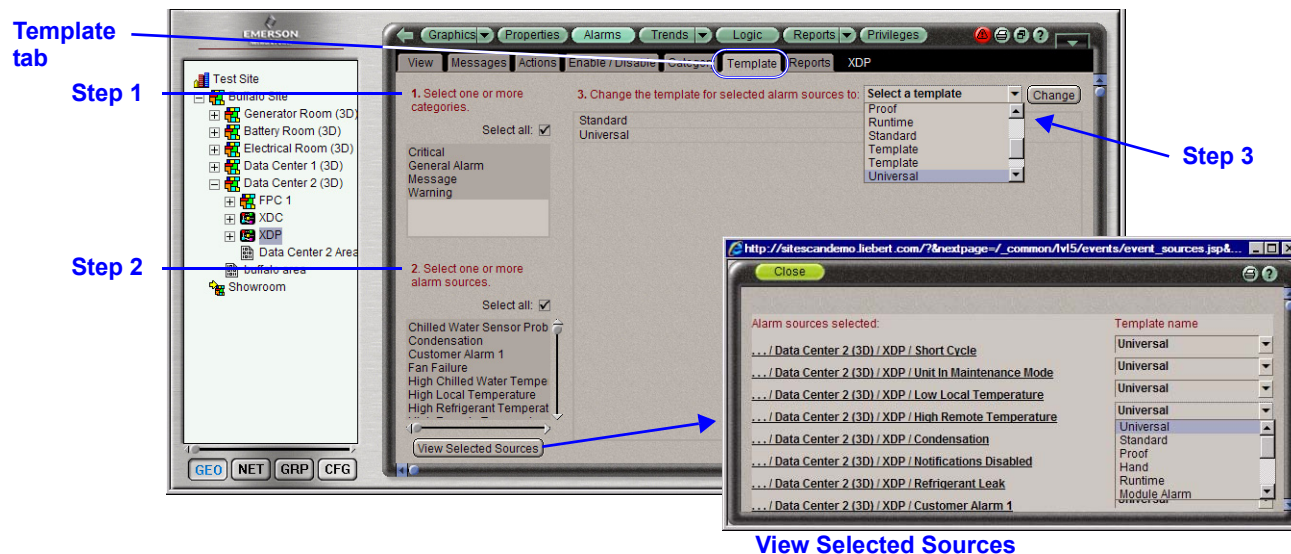 Template
tab
Step 1
Step 2
Step 3
EMERSON
Graphics Properties Alarms Trends Logic Reports Privileges
View Messages Actions Enable / Disable Category Template Reports XDP
Test Site
Buffalo Site
Generator Room (3D)
Battery Room (3D)
Electrical Room (3D)
Data Center 1 (3D)
Data Center 2 (3D)
FPC 1
XDC
XDP
Data Center 2 Area
buffalo area
Showroom
GEO NET GRP CFG
1. Select one or more
categories.
Select all:
Critical
General Alarm
Message
Warning
2. Select one or more
alarm sources.
Select all:
Chilled Water Sensor Prob
Condensation
Customer Alarm 1
Fan Failure
High Chilled Water Tempe
High Local Temperature
High Refrigerant Temperat
View Selected Sources
3. Change the template for selected alarm sources to: Select a template Change
Standard
Universal
Proof
Runtime
Standard
Template
Template
Universal
http://sitescandemo.liebert.com/?&nextpage=/_common/lvl5/events/event_sources.jsp&...
Close
Alarm sources selected: Template name
. . . / Data Center 2 (3D) / XDP / Short Cycle Universal
. . . / Data Center 2 (3D) / XDP / Unit In Maintenance Mode Universal
. . . / Data Center 2 (3D) / XDP / Low Local Temperature Universal
. . . / Data Center 2 (3D) / XDP / High Remote Temperature Universal
. . . / Data Center 2 (3D) / XDP / Condensation
. . . / Data Center 2 (3D) / XDP / Notifications Disabled
. . . / Data Center 2 (3D) / XDP / Refrigerant Leak
. . . / Data Center 2 (3D) / XDP / Customer Alarm 1
Universal
Standard
Proof
Hand
Runtime
Module Alarm
View Selected Sources